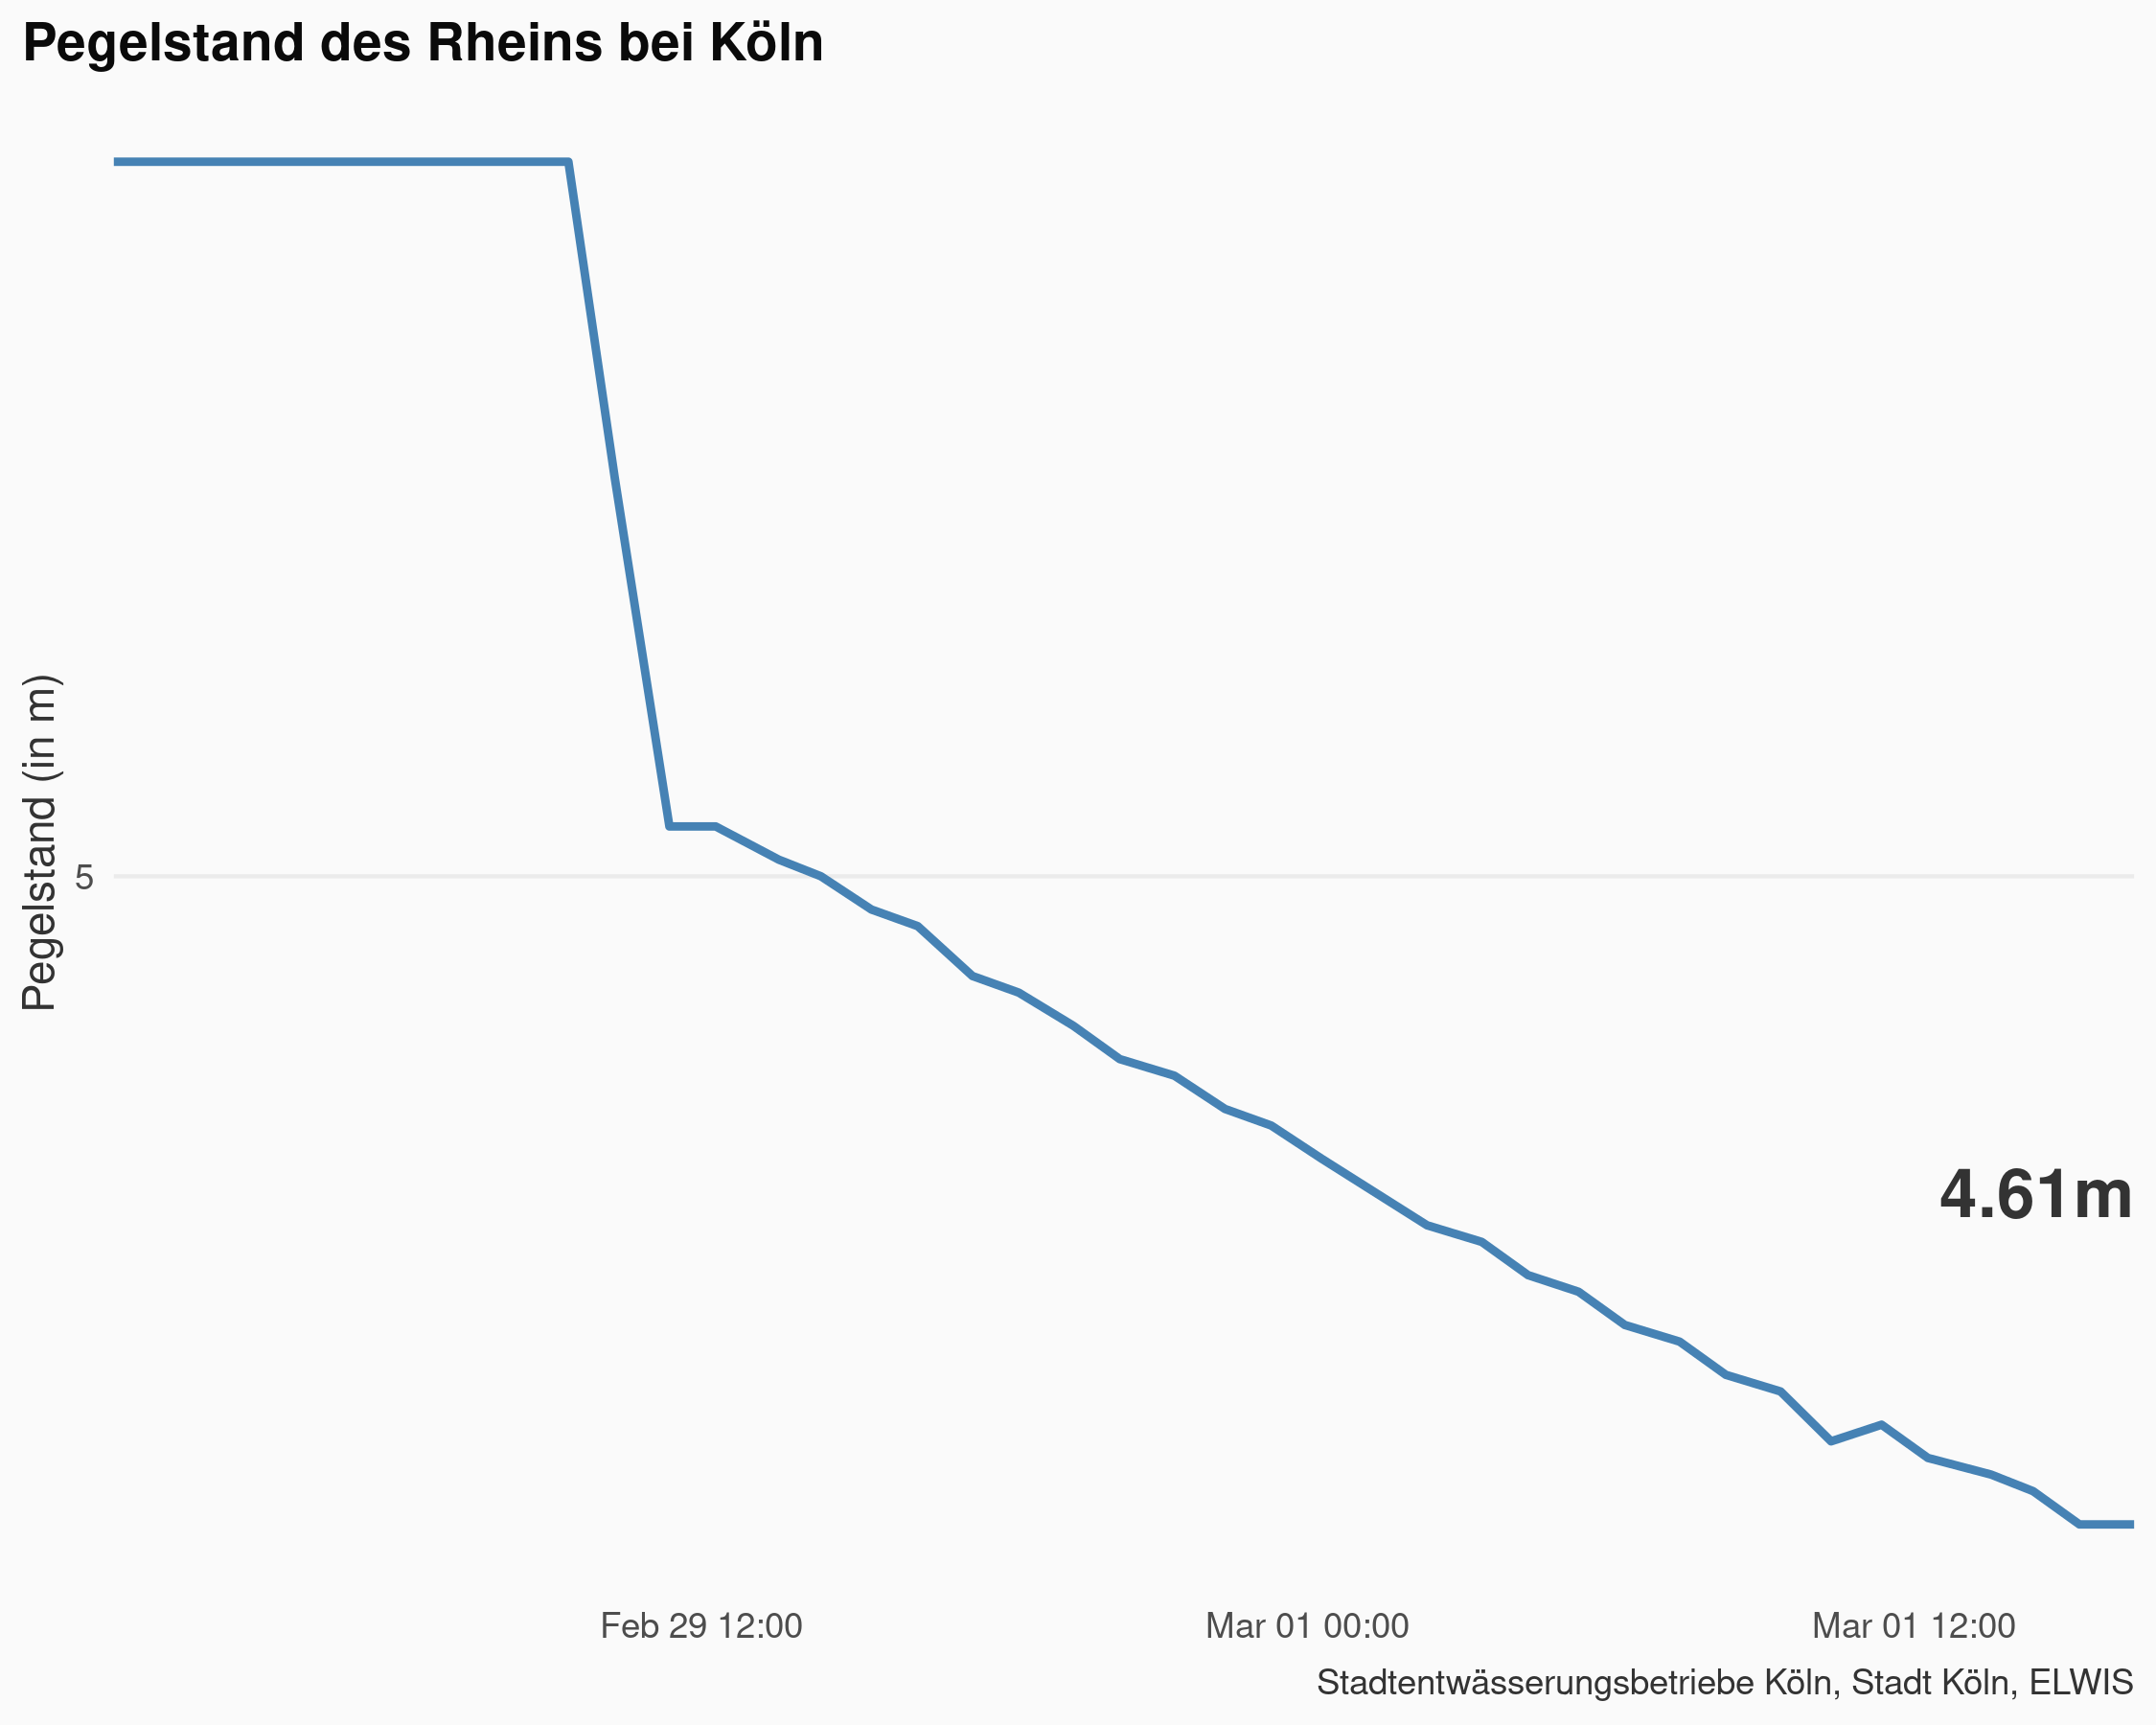 Pegelstand des Rheins bei Köln
Pegelstand (in m)
5
4.61m
Feb 29 12:00
Mar 01 00:00
Mar 01 12:00
Stadtentwässerungsbetriebe Köln, Stadt Köln, ELWIS